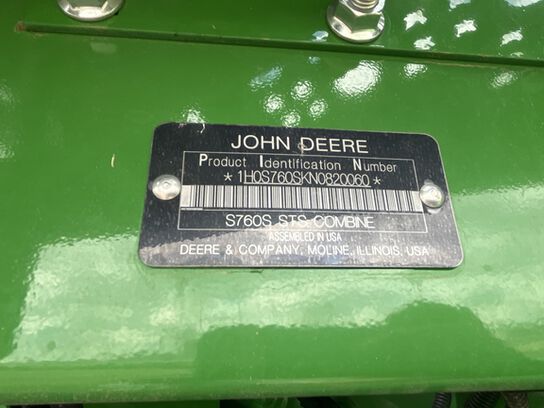 JOHN DEERE
Product Identification Number
*1H0S760SKN0820060*
S760S STS COMBINE
ASSEMBLED IN USA
DEERE & COMPANY, MOLINE, ILLINOIS, USA